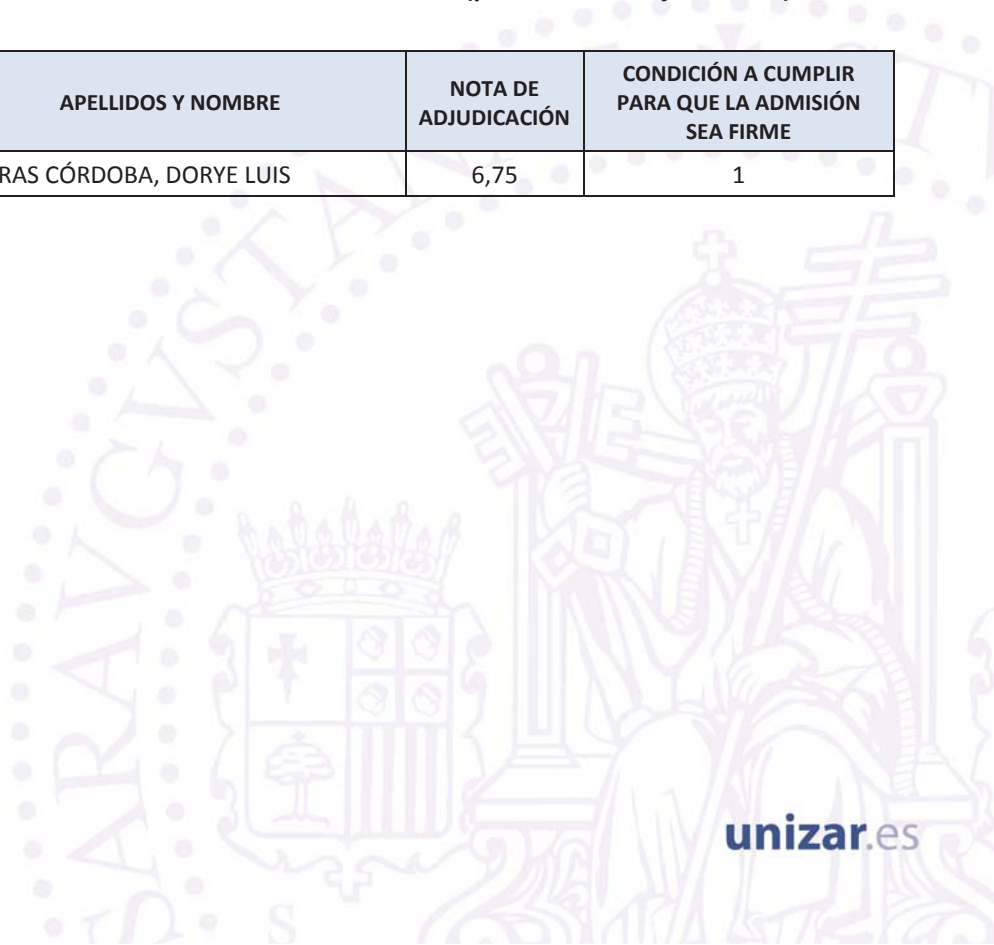 APELLIDOS Y NOMBRE
NOTA DE
ADJUDICACIÓN
CONDICIÓN A CUMPLIR
PARA QUE LA ADMISIÓN
SEA FIRME
RAS CÓRDOBA, DORYE LUIS
6,75
1
SARAVGVSTAN
unizar.es
S